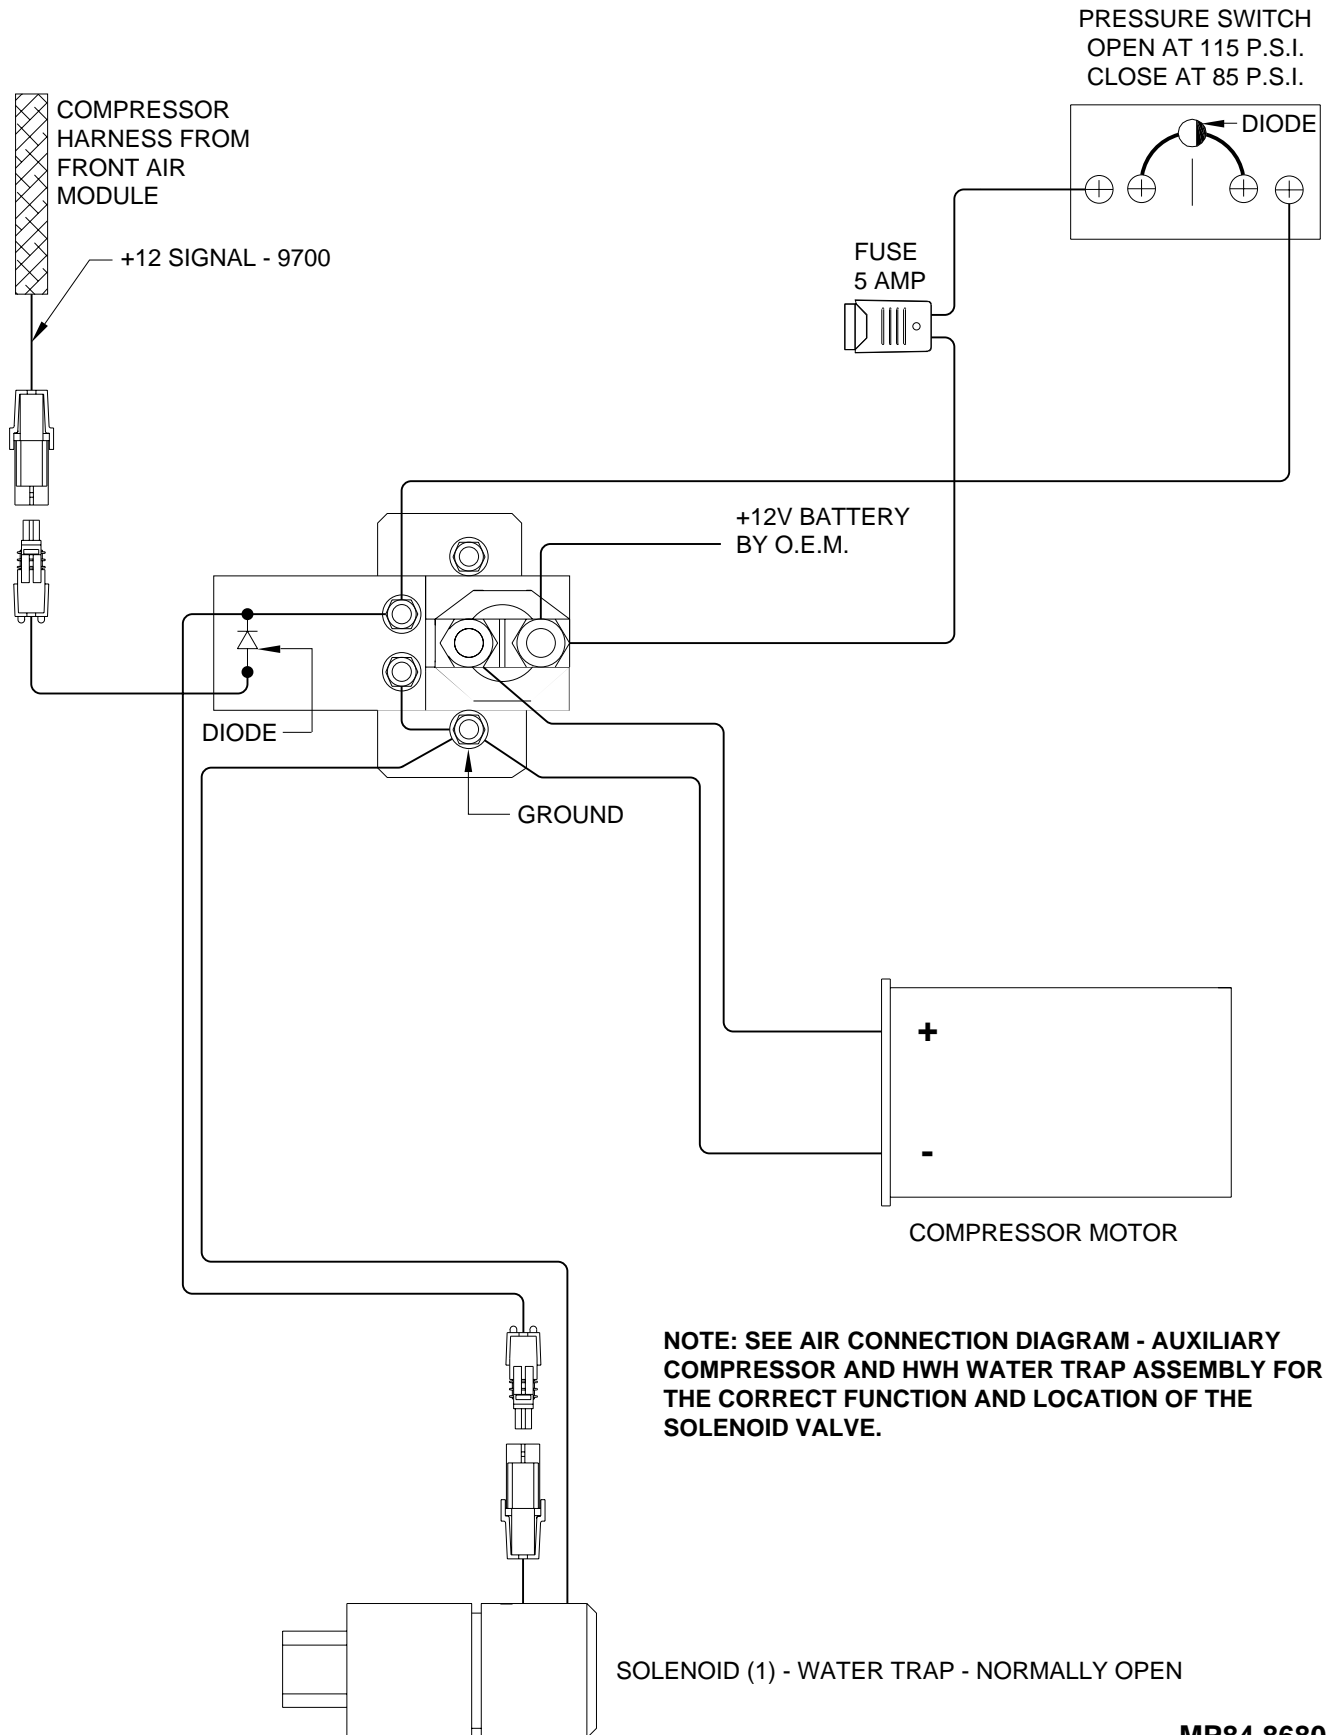 PRESSURE SWITCH
OPEN AT 115 P.S.I.
CLOSE AT 85 P.S.I.
DIODE
COMPRESSOR
HARNESS FROM
FRONT AIR
MODULE
+12 SIGNAL - 9700
FUSE
5 AMP
+12V BATTERY
BY O.E.M.
DIODE
GROUND
+
-
COMPRESSOR MOTOR
NOTE: SEE AIR CONNECTION DIAGRAM - AUXILIARY
COMPRESSOR AND HWH WATER TRAP ASSEMBLY FOR
THE CORRECT FUNCTION AND LOCATION OF THE
SOLENOID VALVE.
SOLENOID (1) - WATER TRAP - NORMALLY OPEN
MP84-8680